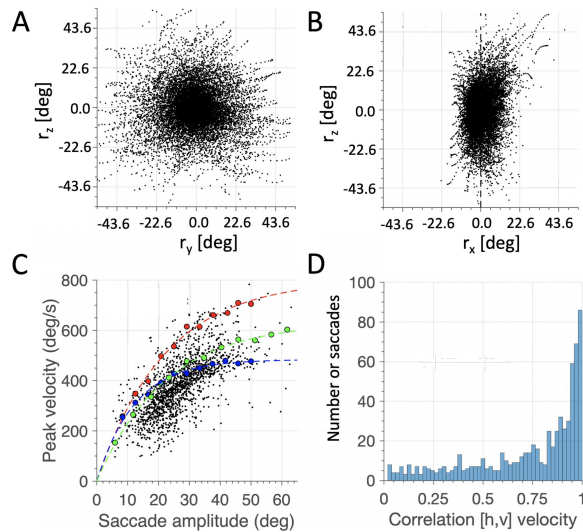 A
B
43.6
22.6
0.0
-22.6
-43.6
r_z [deg]
-43.6 -22.6 0.0 22.6 43.6
r_y [deg]
43.6
22.6
0.0
-22.6
-43.6
r_z [deg]
-43.6 -22.6 0.0 22.6 43.6
r_x [deg]
C
D
800
600
400
200
0
Peak velocity (deg/s)
0 10 20 30 40 50 60
Saccade amplitude (deg)
100
80
60
40
20
0
Number or saccades
0 0.25 0.5 0.75 1
Correlation [h,v] velocity